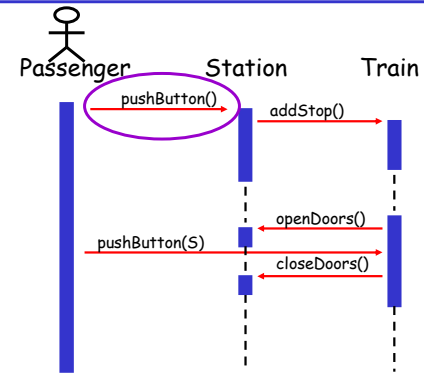 Passenger Station Train
pushButton()
addStop()
openDoors()
pushButton(S)
closeDoors()